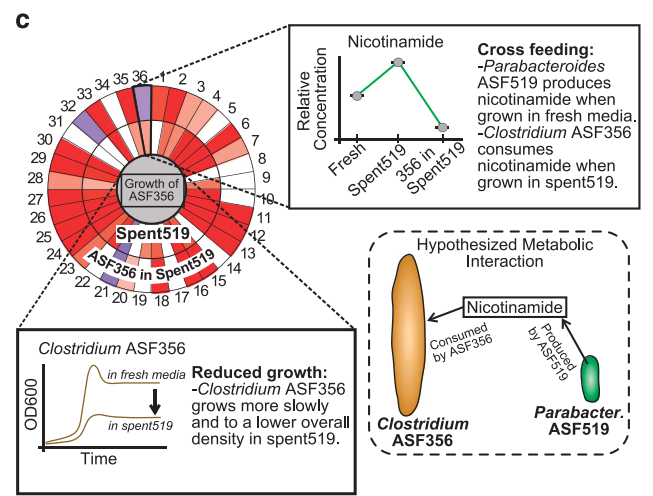 c
36
1
2
3
4
5
6
7
8
9
10
11
12
13
14
15
16
17
18
19
20
21
22
23
24
25
26
27
28
29
30
31
32
33
34
35
Growth of
ASF356
Spent519
ASF356 in Spent519
Nicotinamide
Relative
Concentration
Fresh
Spent519
356 in
Spent519
Cross feeding:
-Parabacteroides
ASF519 produces
nicotinamide when
grown in fresh media.
-Clostridium ASF356
consumes
nicotinamide when
grown in spent519.
Hypothesized Metabolic
Interaction
Nicotinamide
Consumed
by ASF356
Produced
by ASF519
Clostridium
ASF356
Parabacter.
ASF519
Clostridium ASF356
OD600
in fresh media
in spent519
Time
Reduced growth:
-Clostridium ASF356
grows more slowly
and to a lower overall
density in spent519.